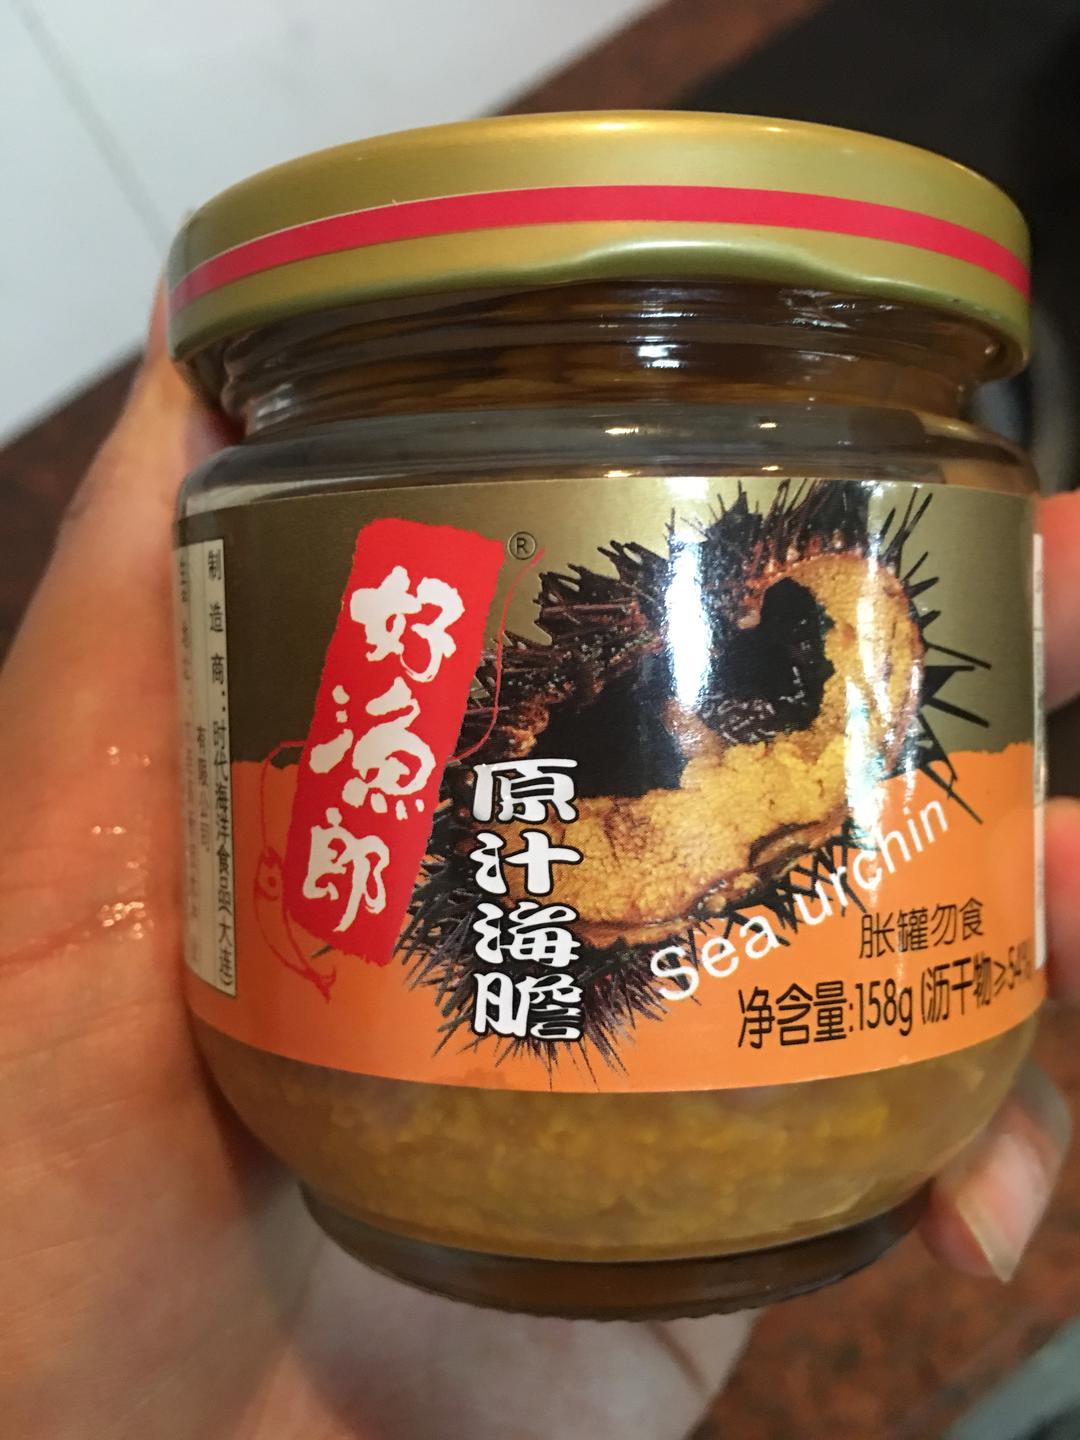 好渔郎
®
原汁海膽
Sea urchin
胀罐勿食
净含量:158g (沥干物≥54%
制造商:时代海洋食品(大连)
有限公司